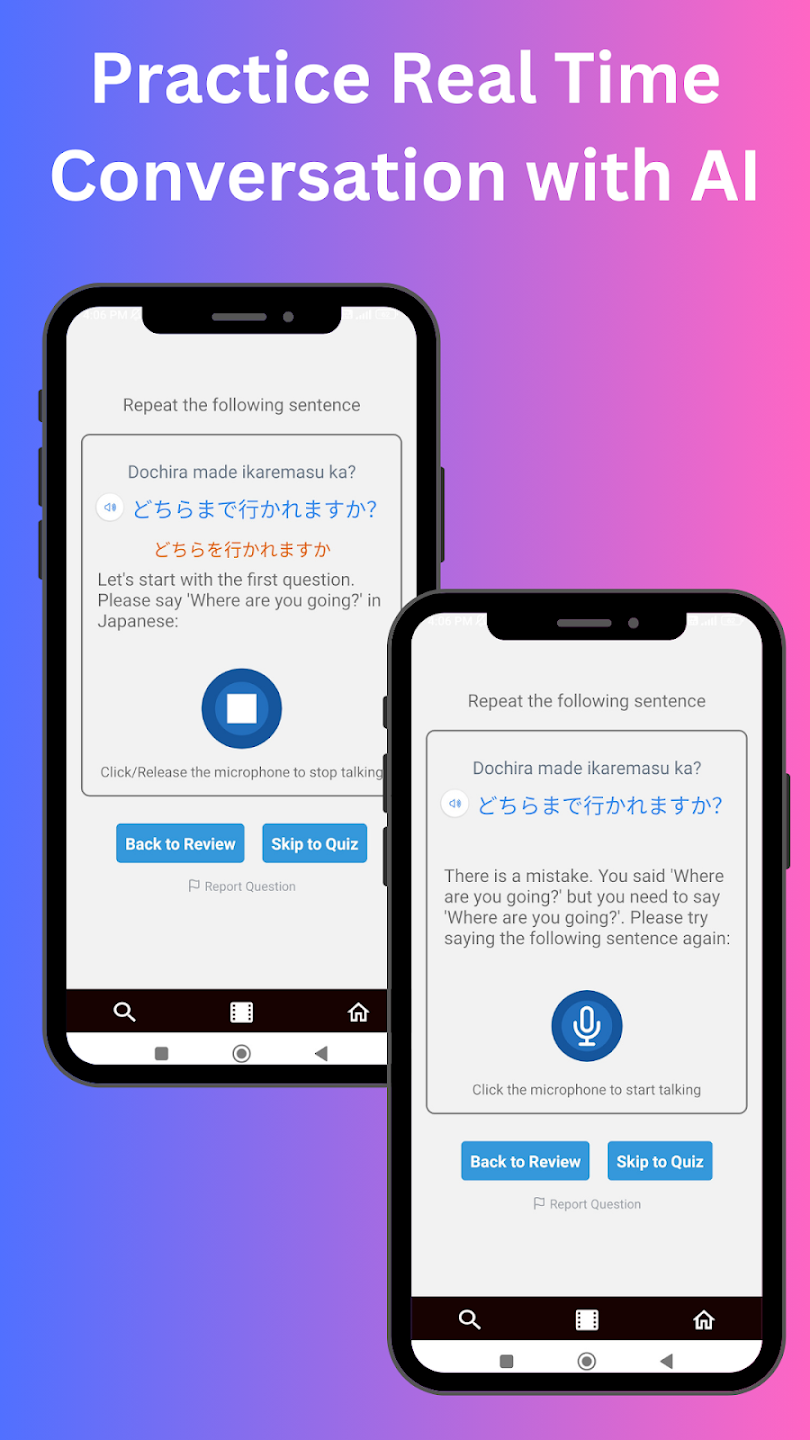 Practice Real Time
Conversation with AI
Repeat the following sentence
Dochira made ikaremasu ka?
どちらまで行かれますか?
どちらを行かれますか
Let's start with the first question.
Please say 'Where are you going?' in
Japanese:
Click/Release the microphone to stop talking
Back to Review
Skip to Quiz
Report Question
4:06 PM
Repeat the following sentence
Dochira made ikaremasu ka?
どちらまで行かれますか?
There is a mistake. You said 'Where
are you going?' but you need to say
'Where are you going?'. Please try
saying the following sentence again:
Click the microphone to start talking
Back to Review
Skip to Quiz
Report Question